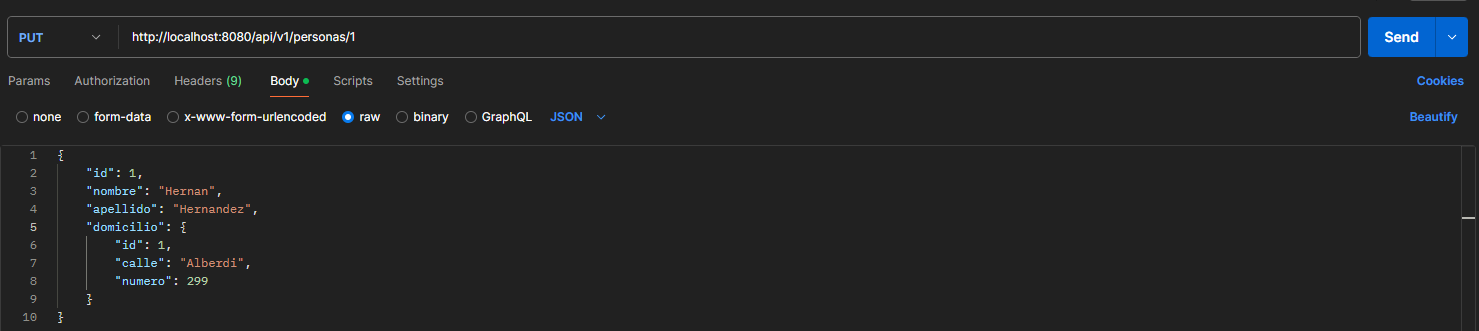 PUT http://localhost:8080/api/v1/personas/1 Send
Params Authorization Headers (9) Body Scripts Settings Cookies
none form-data x-www-form-urlencoded raw binary GraphQL JSON Beautify
1 {
2 "id": 1,
3 "nombre": "Hernan",
4 "apellido": "Hernandez",
5 "domicilio": {
6 "id": 1,
7 "calle": "Alberdi",
8 "numero": 299
9 }
10 }